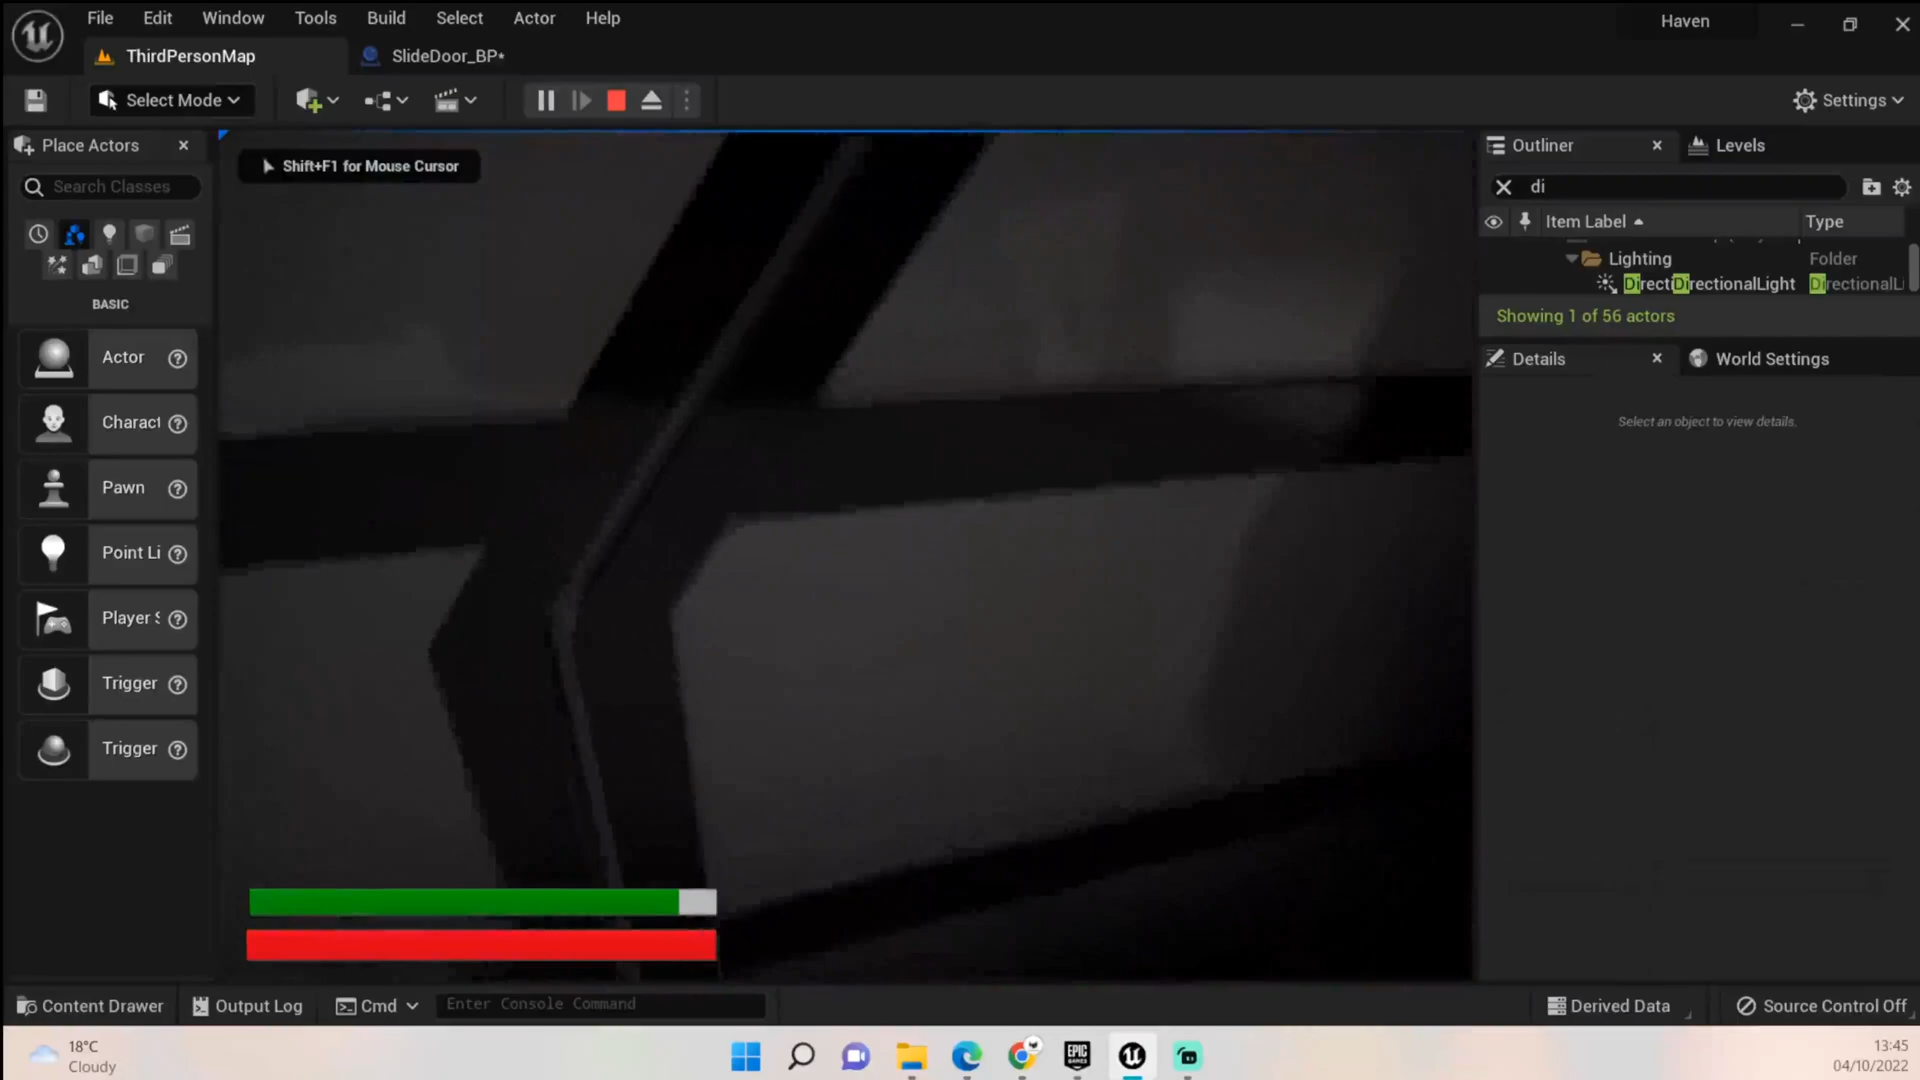 File Edit Window Tools Build Select Actor Help
Haven
ThirdPersonMap
SlideDoor_BP*
Select Mode
Settings
Place Actors
Search Classes
BASIC
Actor
Charact
Pawn
Point Li
Player S
Trigger
Trigger
Shift+F1 for Mouse Cursor
Outliner
Levels
di
Item Label
Type
Lighting
Folder
DirectiDirectionalLight
DirectionalLi
Showing 1 of 56 actors
Details
World Settings
Select an object to view details.
Content Drawer
Output Log
Cmd
Enter Console Command
Derived Data
Source Control Off
18°C
Cloudy
EPIC GAMES
13:45
04/10/2022